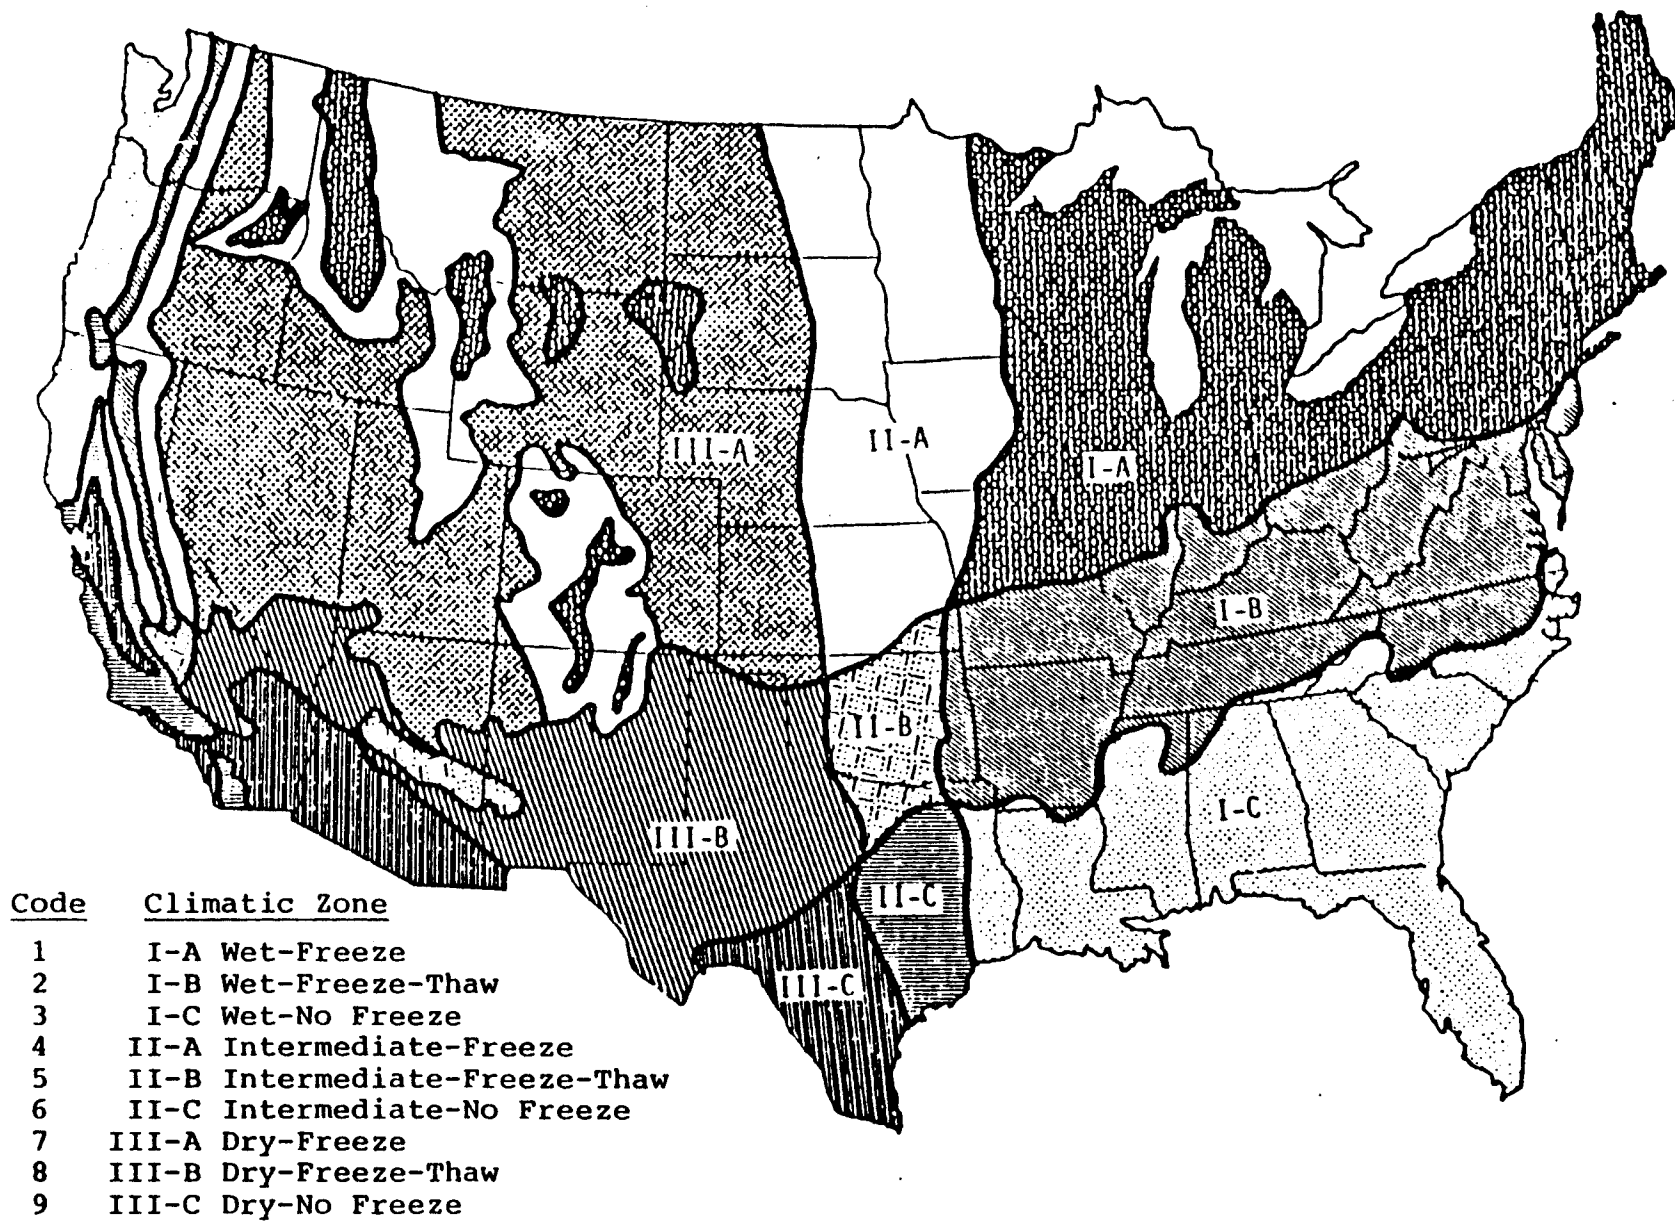 III-A
II-A
I-A
I-B
II-B
I-C
III-B
II-C
III-C
Code Climatic Zone
1 I-A Wet-Freeze
2 I-B Wet-Freeze-Thaw
3 I-C Wet-No Freeze
4 II-A Intermediate-Freeze
5 II-B Intermediate-Freeze-Thaw
6 II-C Intermediate-No Freeze
7 III-A Dry-Freeze
8 III-B Dry-Freeze-Thaw
9 III-C Dry-No Freeze